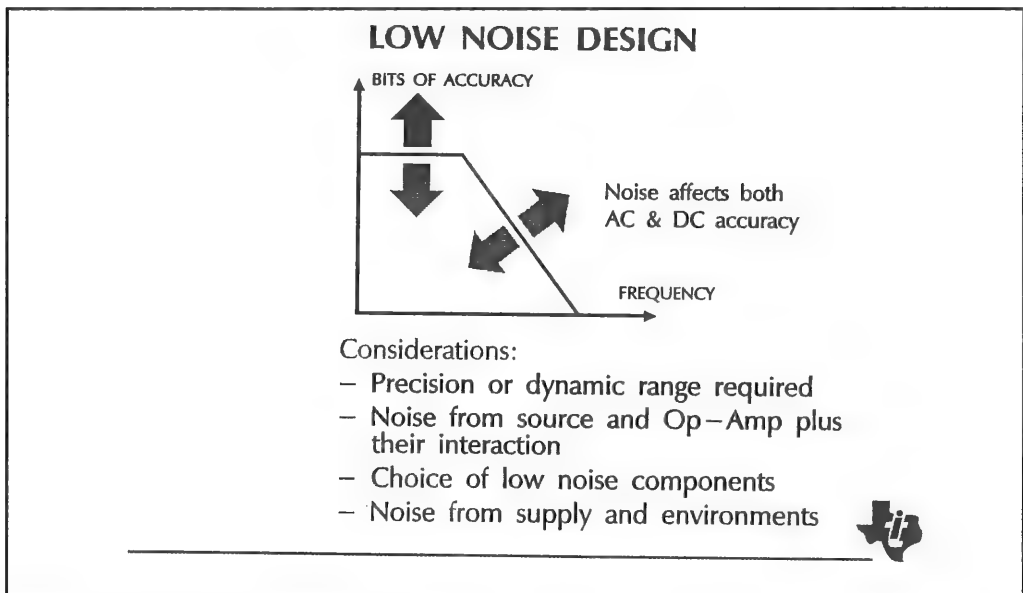 LOW NOISE DESIGN
BITS OF ACCURACY
Noise affects both
AC & DC accuracy
FREQUENCY
Considerations:
– Precision or dynamic range required
– Noise from source and Op–Amp plus
their interaction
– Choice of low noise components
– Noise from supply and environments